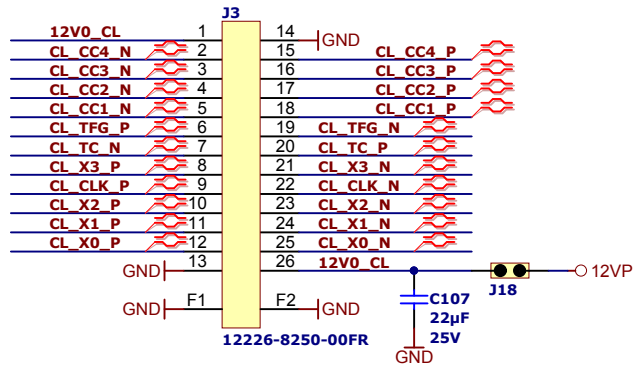 J3
12V0_CL 1 14 GND
CL_CC4_N 2 15 CL_CC4_P
CL_CC3_N 3 16 CL_CC3_P
CL_CC2_N 4 17 CL_CC2_P
CL_CC1_N 5 18 CL_CC1_P
CL_TFG_P 6 19 CL_TFG_N
CL_TC_N 7 20 CL_TC_P
CL_X3_P 8 21 CL_X3_N
CL_CLK_P 9 22 CL_CLK_N
CL_X2_P 10 23 CL_X2_N
CL_X1_P 11 24 CL_X1_N
CL_X0_P 12 25 CL_X0_N
GND 13 26 12V0_CL 12VP
J18
GND F1 F2 GND
C107
22µF
25V
12226-8250-00FR
GND